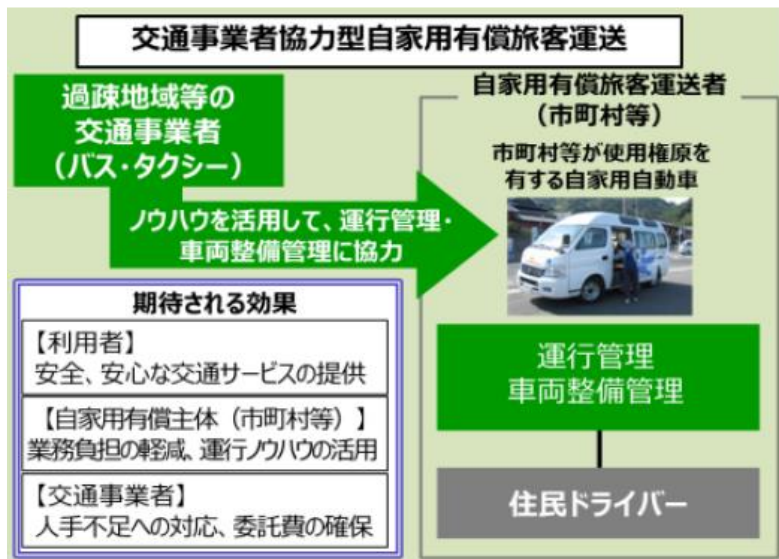 交通事業者協力型自家用有償旅客運送
過疎地域等の
交通事業者
（バス・タクシー）
ノウハウを活用して、運行管理・
車両整備管理に協力
期待される効果
【利用者】
安全、安心な交通サービスの提供
【自家用有償主体（市町村等）】
業務負担の軽減、運行ノウハウの活用
【交通事業者】
人手不足への対応、委託費の確保
自家用有償旅客運送者
（市町村等）
市町村等が使用権原を
有する自家用自動車
運行管理
車両整備管理
住民ドライバー